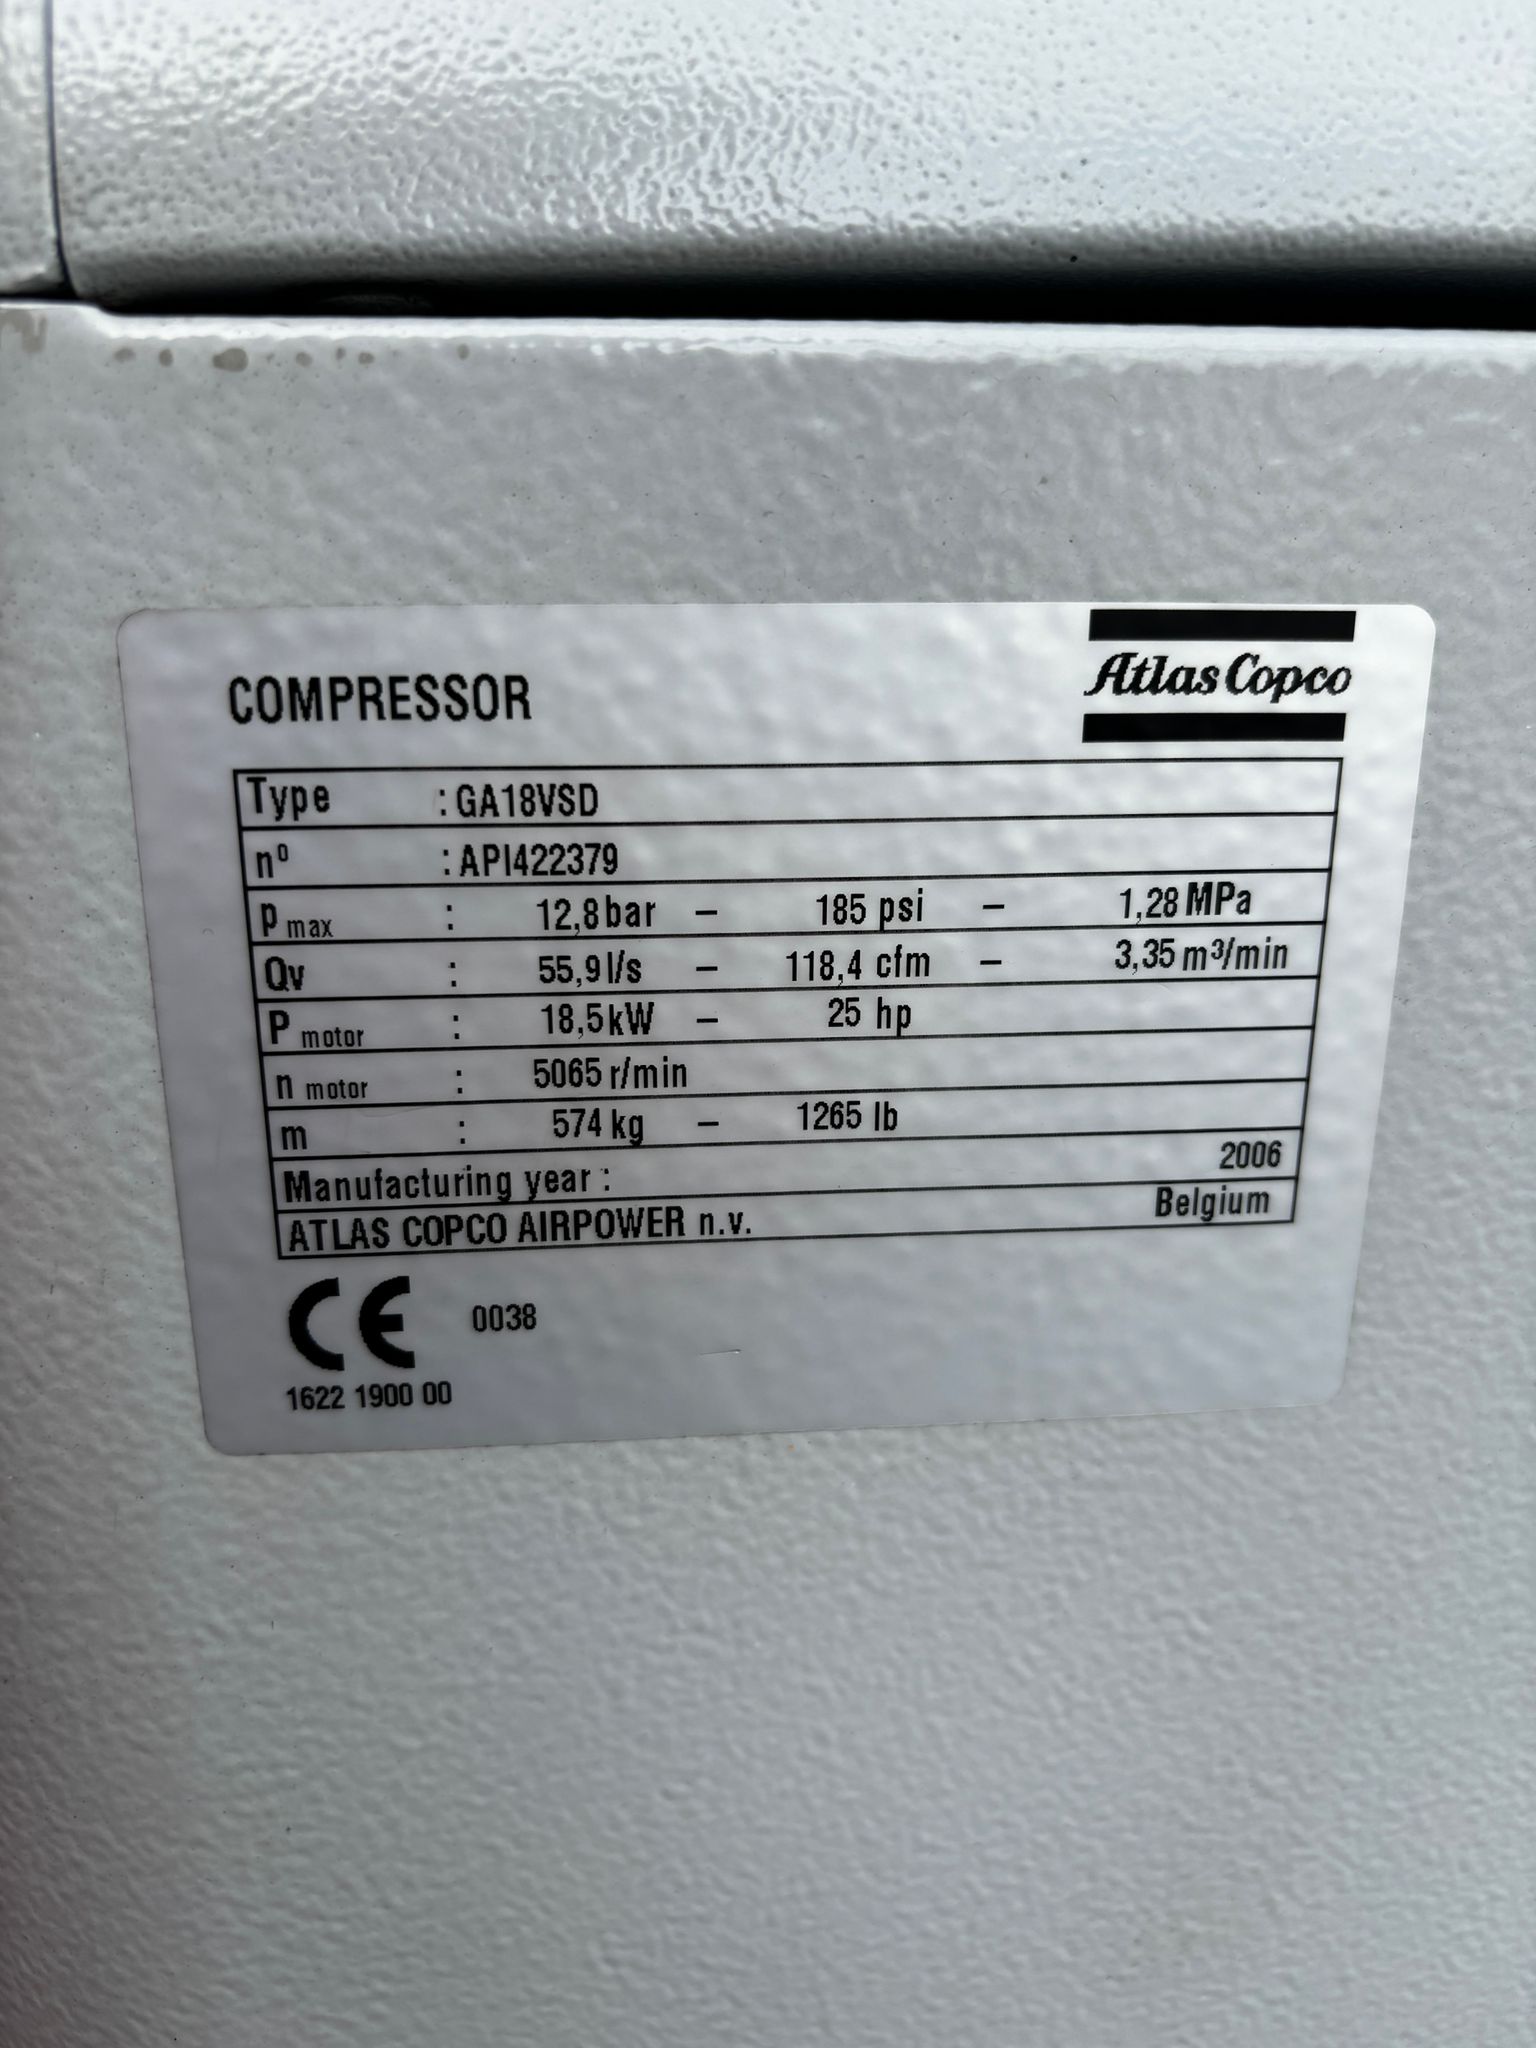 Atlas Copco
COMPRESSOR
Type : GA18VSD
nº : API422379
p max : 12,8 bar – 185 psi – 1,28 MPa
Qv : 55,9 l/s – 118,4 cfm – 3,35 m³/min
P motor : 18,5 kW – 25 hp
n motor : 5065 r/min
m : 574 kg – 1265 lb
Manufacturing year : 2006
ATLAS COPCO AIRPOWER n.v. Belgium
CE 0038
1622 1900 00